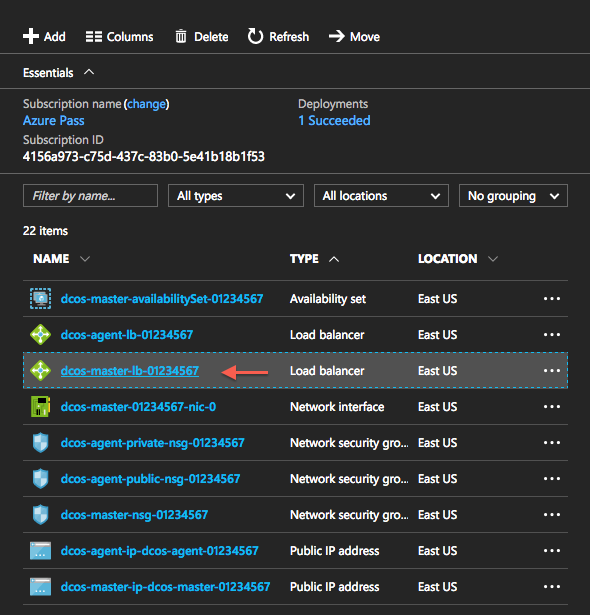 Add Columns Delete Refresh Move
Essentials
Subscription name (change) Deployments
Azure Pass 1 Succeeded
Subscription ID
4156a973-c75d-437c-83b0-5e41b18b1f53
Filter by name... All types All locations No grouping
22 items
NAME TYPE LOCATION
dcos-master-availabilitySet-01234567 Availability set East US ...
dcos-agent-lb-01234567 Load balancer East US ...
dcos-master-lb-01234567 Load balancer East US ...
dcos-master-01234567-nic-0 Network interface East US ...
dcos-agent-private-nsg-01234567 Network security gro... East US ...
dcos-agent-public-nsg-01234567 Network security gro... East US ...
dcos-master-nsg-01234567 Network security gro... East US ...
dcos-agent-ip-dcos-agent-01234567 Public IP address East US ...
dcos-master-ip-dcos-master-01234567 Public IP address East US ...